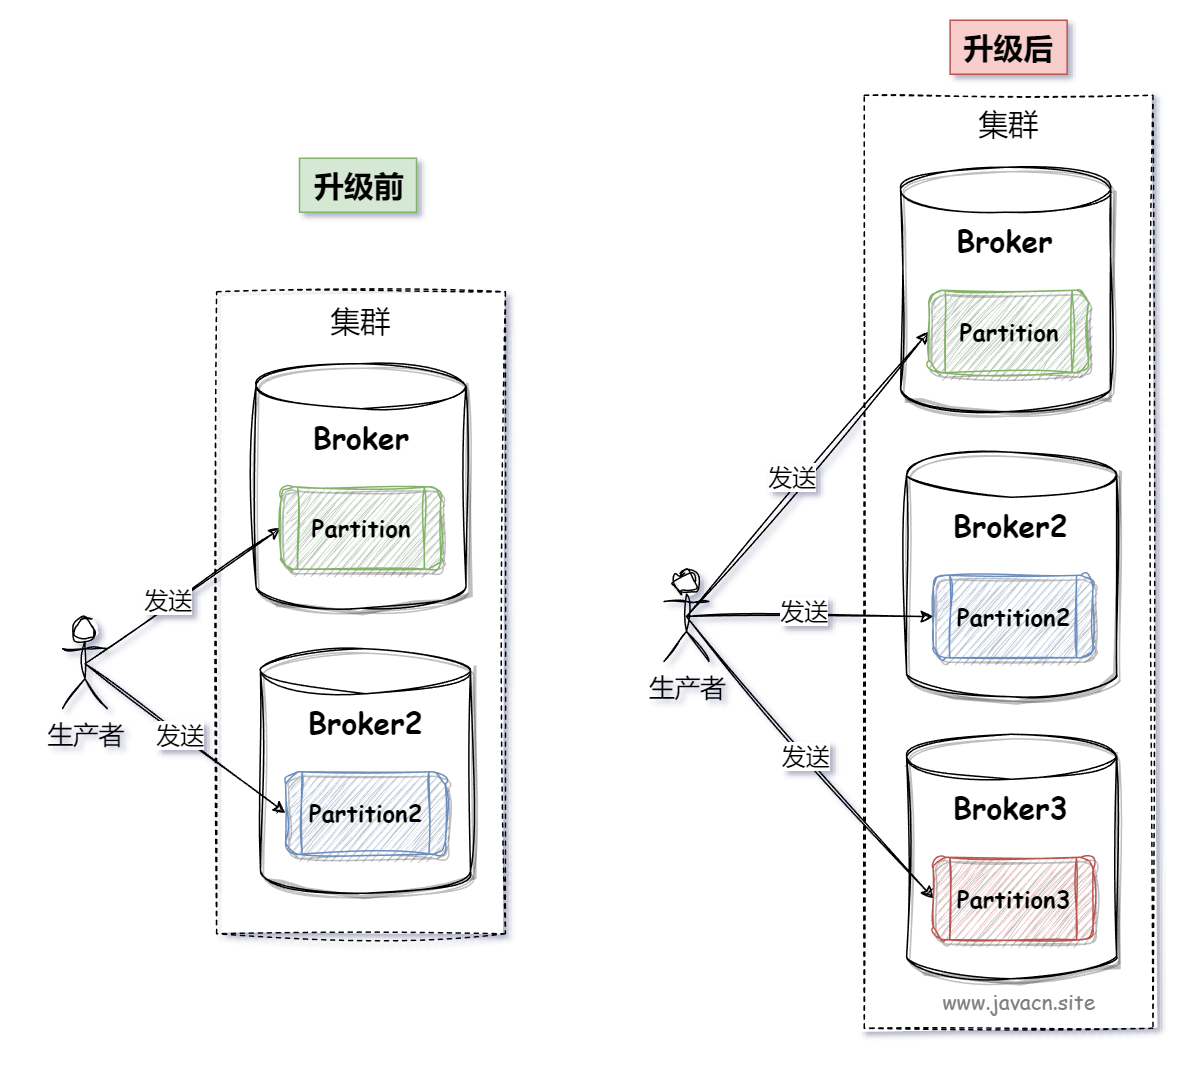 升级前
集群
Broker
Partition
发送
生产者
发送
Broker2
Partition2
升级后
集群
Broker
Partition
发送
Broker2
Partition2
发送
生产者
发送
Broker3
Partition3
www.javacn.site